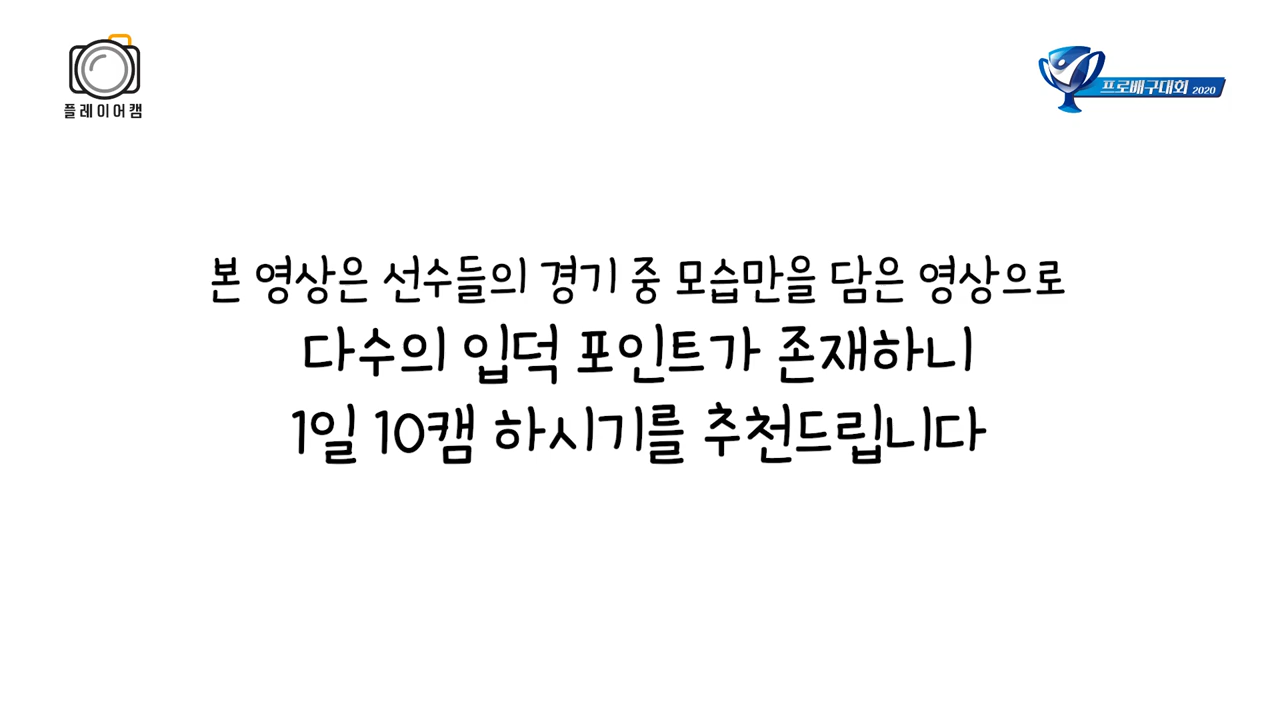 플레이어캠
프로배구대회 2020
본 영상은 선수들의 경기 중 모습만을 담은 영상으로
다수의 입덕 포인트가 존재하니
1일 10캠 하시기를 추천드립니다